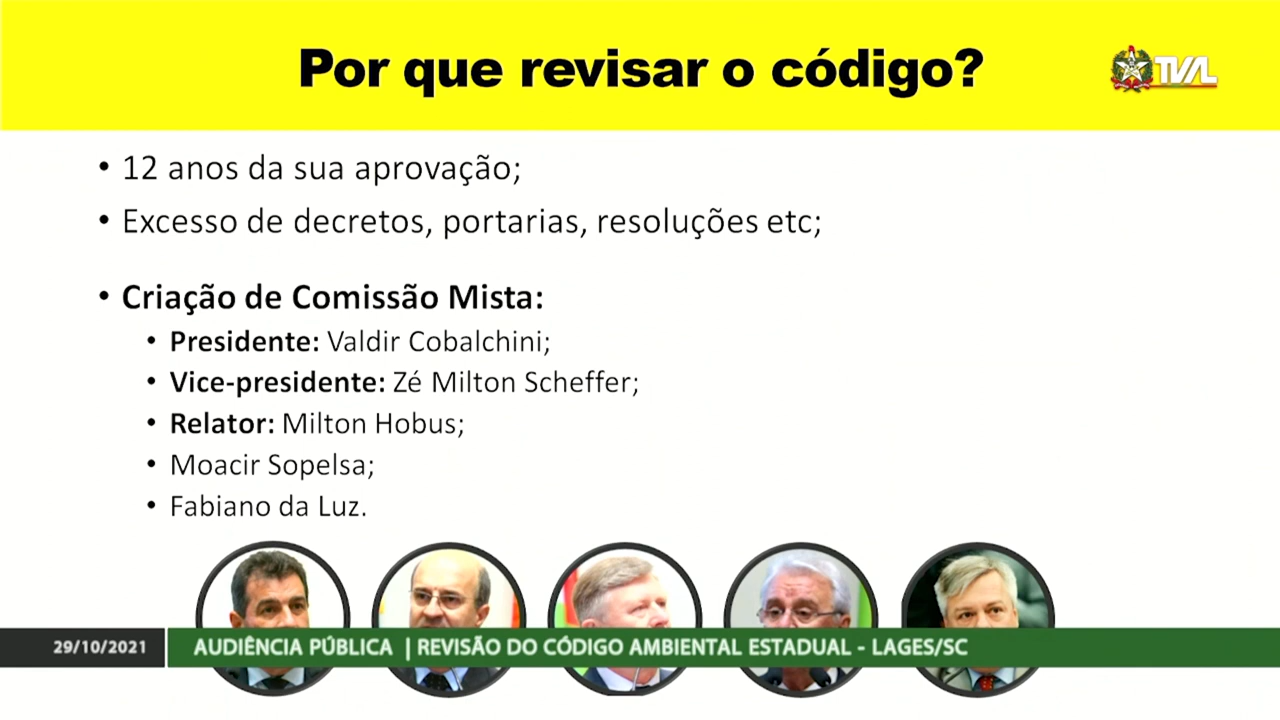 Por que revisar o código?
TVAL
• 12 anos da sua aprovação;
• Excesso de decretos, portarias, resoluções etc;
• Criação de Comissão Mista:
• Presidente: Valdir Cobalchini;
• Vice-presidente: Zé Milton Scheffer;
• Relator: Milton Hobus;
• Moacir Sopelsa;
• Fabiano da Luz.
29/10/2021
AUDIÊNCIA PÚBLICA | REVISÃO DO CÓDIGO AMBIENTAL ESTADUAL - LAGES/SC